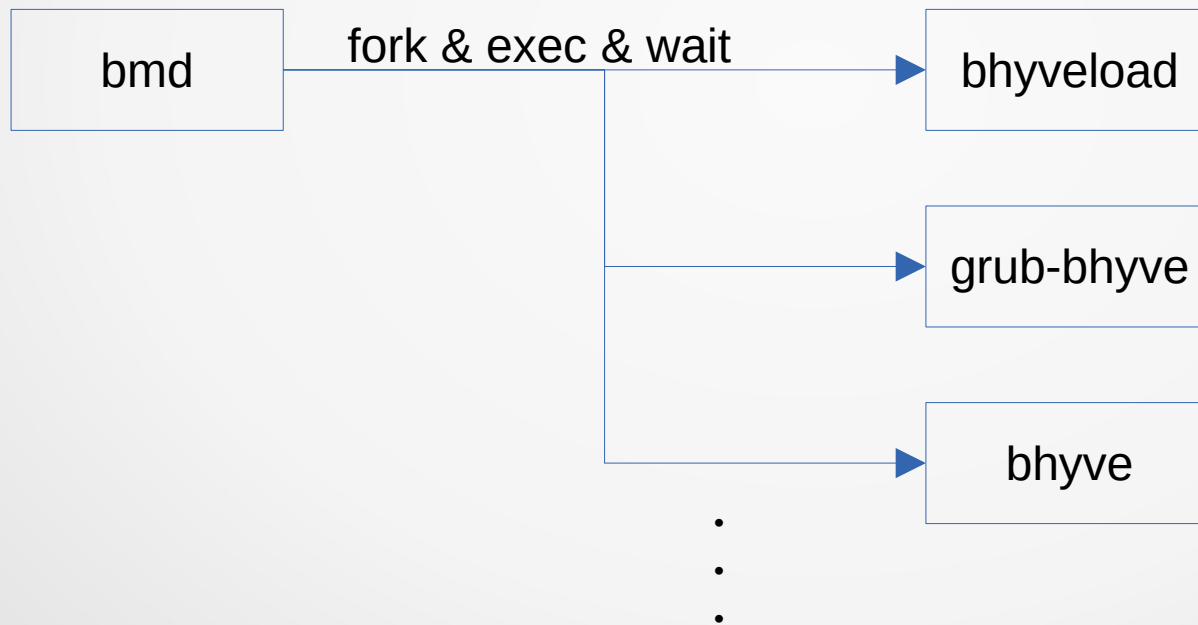 bmd
fork & exec & wait
bhyveload
grub-bhyve
bhyve